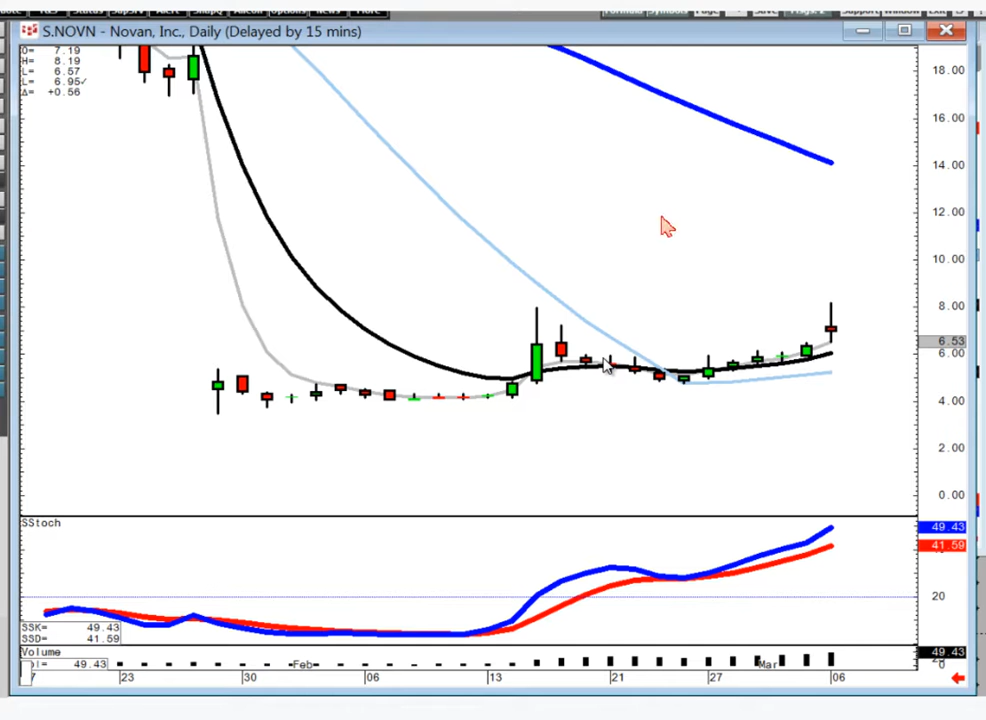 S.NOVN - Novan, Inc., Daily (Delayed by 15 mins)
O= 7.19
H= 8.19
L= 6.57
L= 6.95✓
Δ= +0.56
18.00
16.00
14.00
12.00
10.00
8.00
6.53
6.00
4.00
2.00
0.00
SStoch
49.43
41.59
20
SSK= 49.43
SSD= 41.59
Volume
49.43
49.43
0
Feb
Mar
23
30
06
13
21
27
06